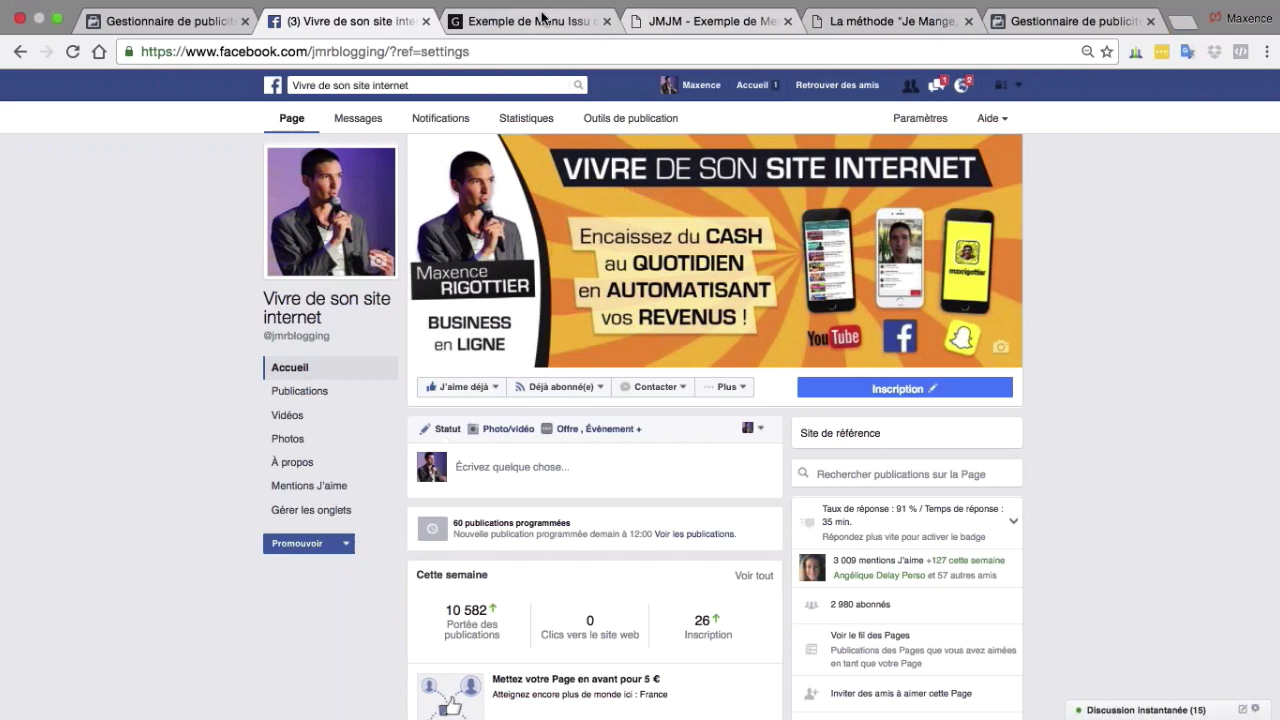 Gestionnaire de publicit
(3) Vivre de son site inte
Exemple de Menu Issu
JMJM - Exemple de Me
La méthode "Je Mange,
Gestionnaire de publicit
Maxence
https://www.facebook.com/jmrblogging/?ref=settings
Vivre de son site internet
Maxence
Accueil 1
Retrouver des amis
1
2
Page
Messages
Notifications
Statistiques
Outils de publication
Paramètres
Aide
VIVRE DE SON SITE INTERNET
Encaissez du CASH
au QUOTIDIEN
en AUTOMATISANT
vos REVENUS !
Maxence
RIGOTTIER
BUSINESS
en LIGNE
maxrigottier
YouTube
Vivre de son site
internet
@jmrblogging
Accueil
Publications
Vidéos
Photos
À propos
Mentions J'aime
Gérer les onglets
Promouvoir
J'aime déjà
Déjà abonné(e)
Contacter
Plus
Inscription
Statut
Photo/vidéo
Offre , Évènement +
Écrivez quelque chose...
60 publications programmées
Nouvelle publication programmée demain à 12:00 Voir les publications.
Cette semaine
Voir tout
10 582
Portée des
publications
0
Clics vers le site web
26
Inscription
Mettez votre Page en avant pour 5 €
Atteignez encore plus de monde ici : France
Site de référence
Rechercher publications sur la Page
Taux de réponse : 91 % / Temps de réponse :
35 min.
Répondez plus vite pour activer le badge
3 009 mentions J'aime +127 cette semaine
Angélique Delay Perso et 57 autres amis
2 980 abonnés
Voir le fil des Pages
Publications des Pages que vous avez aimées
en tant que votre Page
Inviter des amis à aimer cette Page
Discussion instantanée (15)